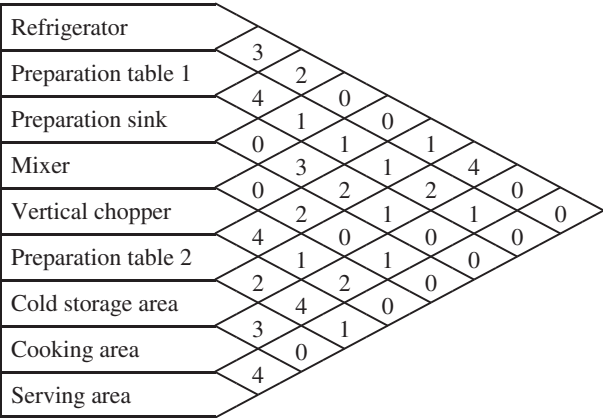 Refrigerator
3
Preparation table 1 2
4 0
Preparation sink 1 0
0 1 1
Mixer 3 1 4
0 2 2 0
Vertical chopper 2 1 1 0
4 0 0 0
Preparation table 2 1 1 0
2 2 0
Cold storage area 4 0
3 1
Cooking area 0
4
Serving area